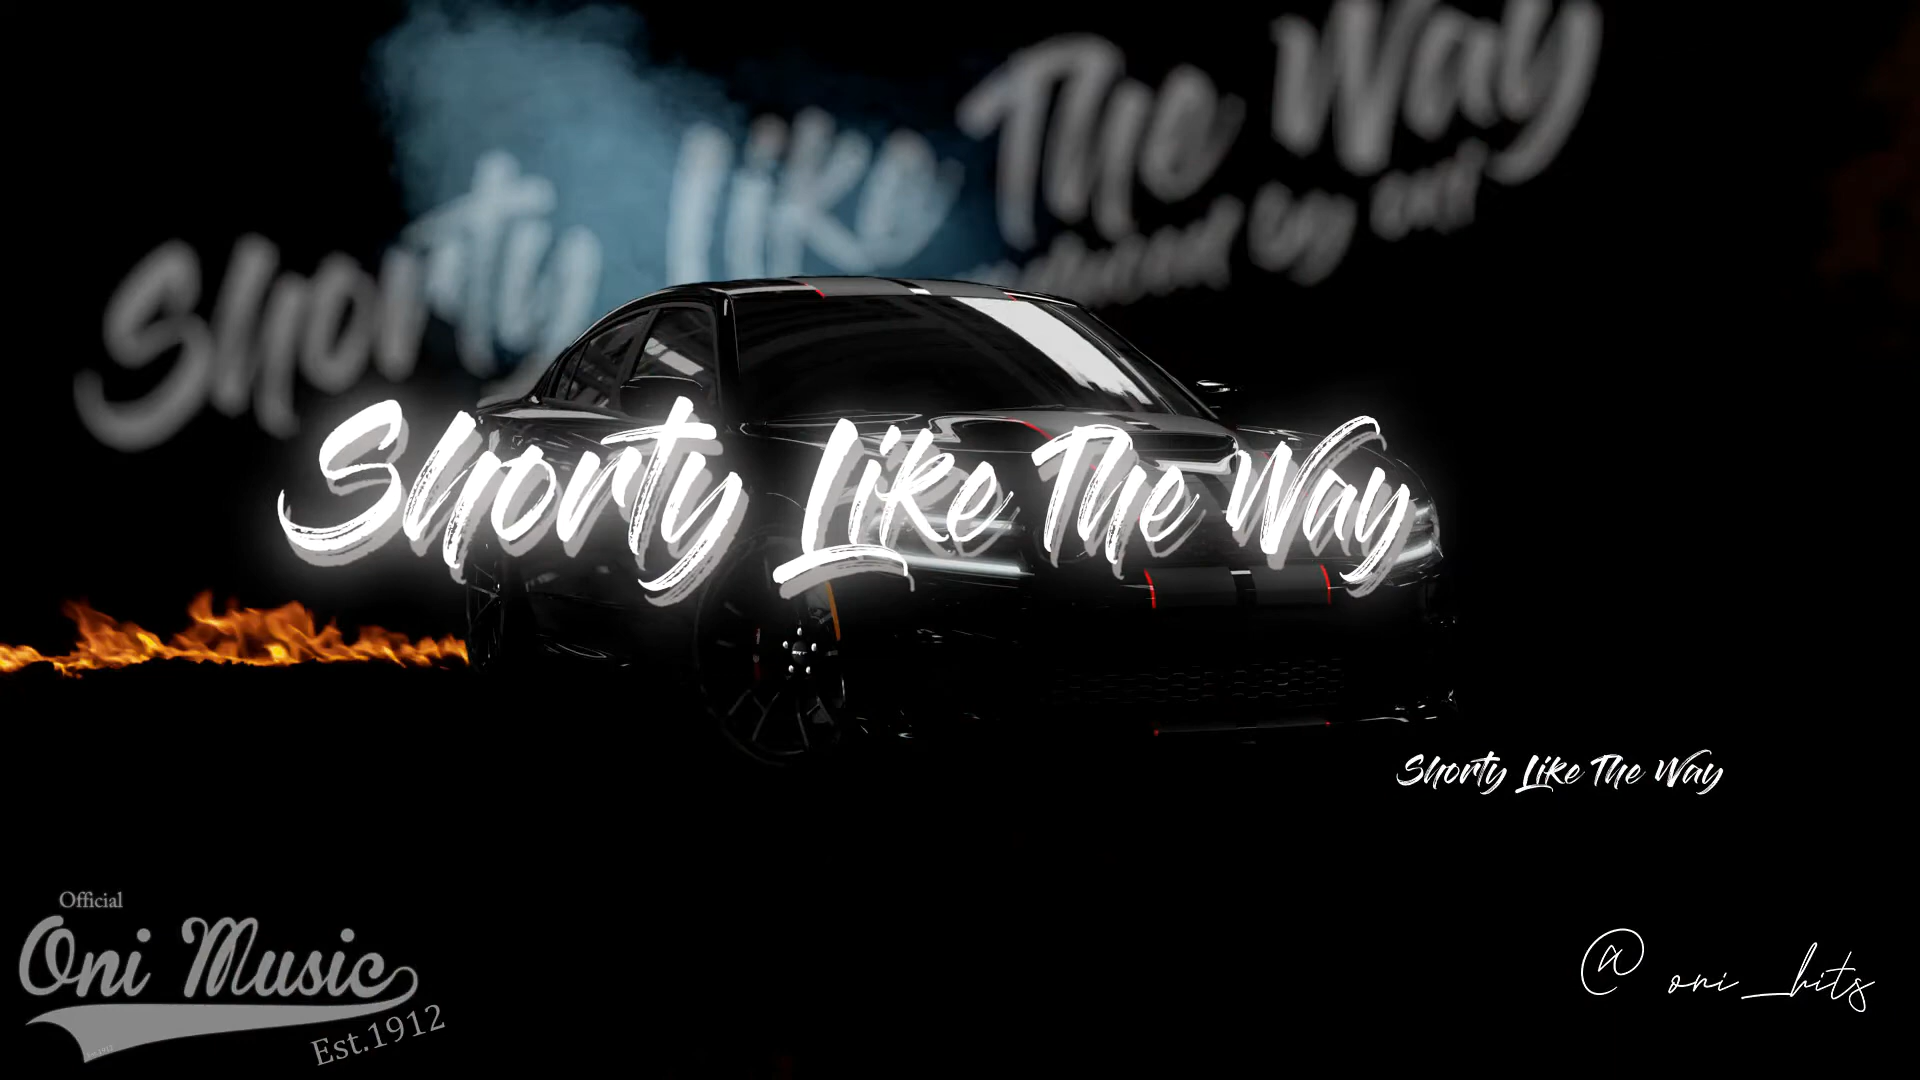 Shorty Like The Way
Shorty Like The Way
Shorty Like The Way
Official
Oni Music
Est.1912
@oni_hits